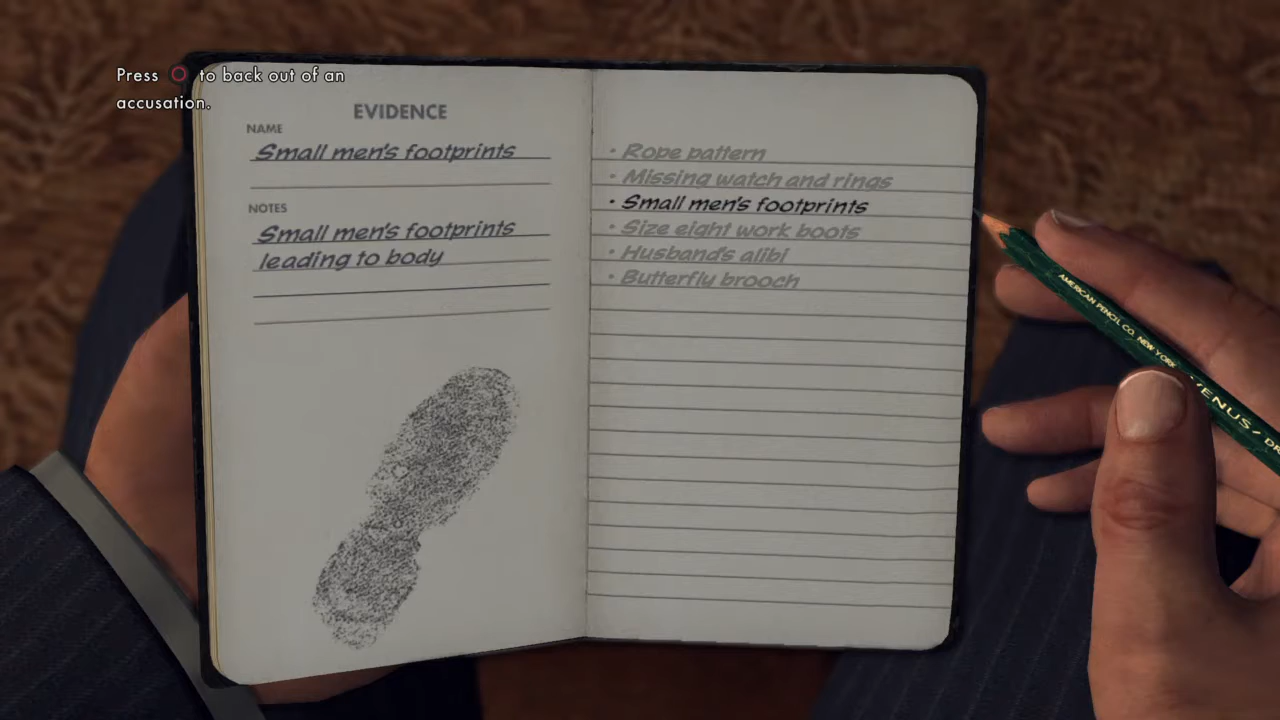 Press O to back out of an
accusation.
EVIDENCE
NAME
Small men's footprints
NOTES
Small men's footprints
leading to body
• Rope pattern
• Missing watch and rings
• Small men's footprints
• Size eight work boots
• Husband's alibi
• Butterfly brooch
AMERICAN PENCIL CO. NEW YORK
VENUS